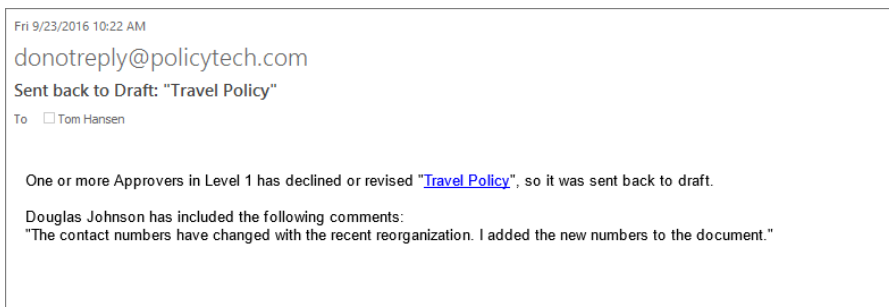 Fri 9/23/2016 10:22 AM
donotreply@policytech.com
Sent back to Draft: "Travel Policy"
To Tom Hansen
One or more Approvers in Level 1 has declined or revised "Travel Policy", so it was sent back to draft.
Douglas Johnson has included the following comments:
"The contact numbers have changed with the recent reorganization. I added the new numbers to the document."